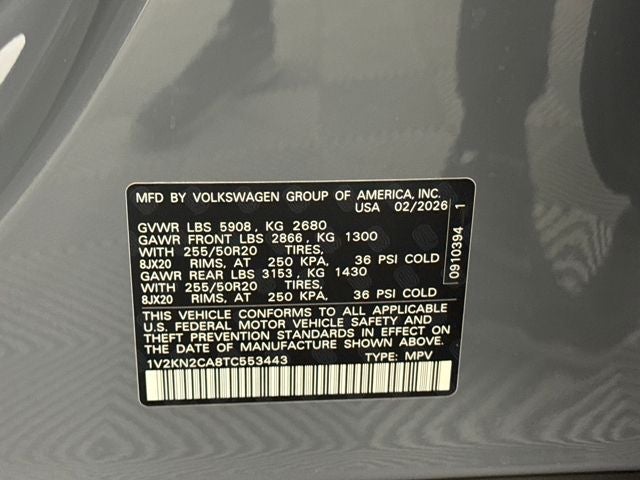 MFD BY VOLKSWAGEN GROUP OF AMERICA, INC.
USA 02/2026
GVWR LBS 5908, KG 2680
GAWR FRONT LBS 2866, KG 1300
WITH 255/50R20 TIRES,
8JX20 RIMS, AT 250 KPA, 36 PSI COLD
GAWR REAR LBS 3153, KG 1430
WITH 255/50R20 TIRES,
8JX20 RIMS, AT 250 KPA, 36 PSI COLD
THIS VEHICLE CONFORMS TO ALL APPLICABLE
U.S. FEDERAL MOTOR VEHICLE SAFETY AND
THEFT PREVENTION STANDARDS IN EFFECT ON
THE DATE OF MANUFACTURE SHOWN ABOVE.
1V2KN2CA8TC553443 TYPE: MPV
0910394 1